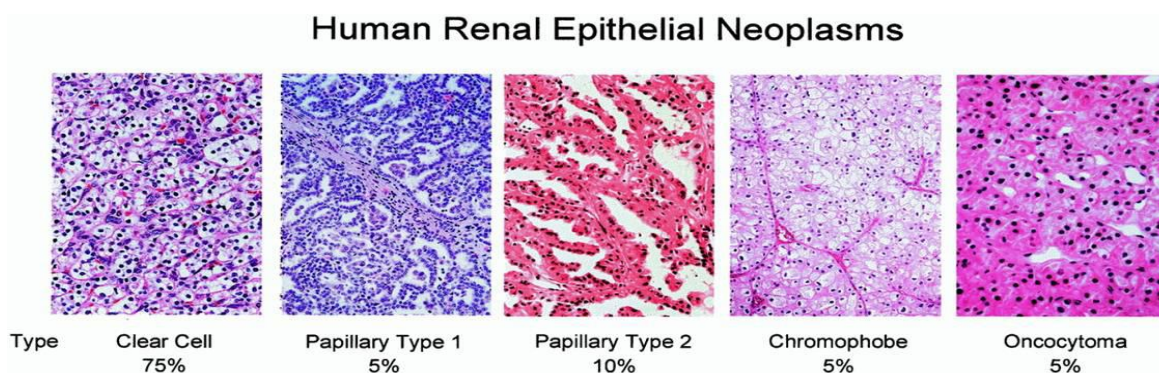 Human Renal Epithelial Neoplasms
Type Clear Cell Papillary Type 1 Papillary Type 2 Chromophobe Oncocytoma
75% 5% 10% 5% 5%